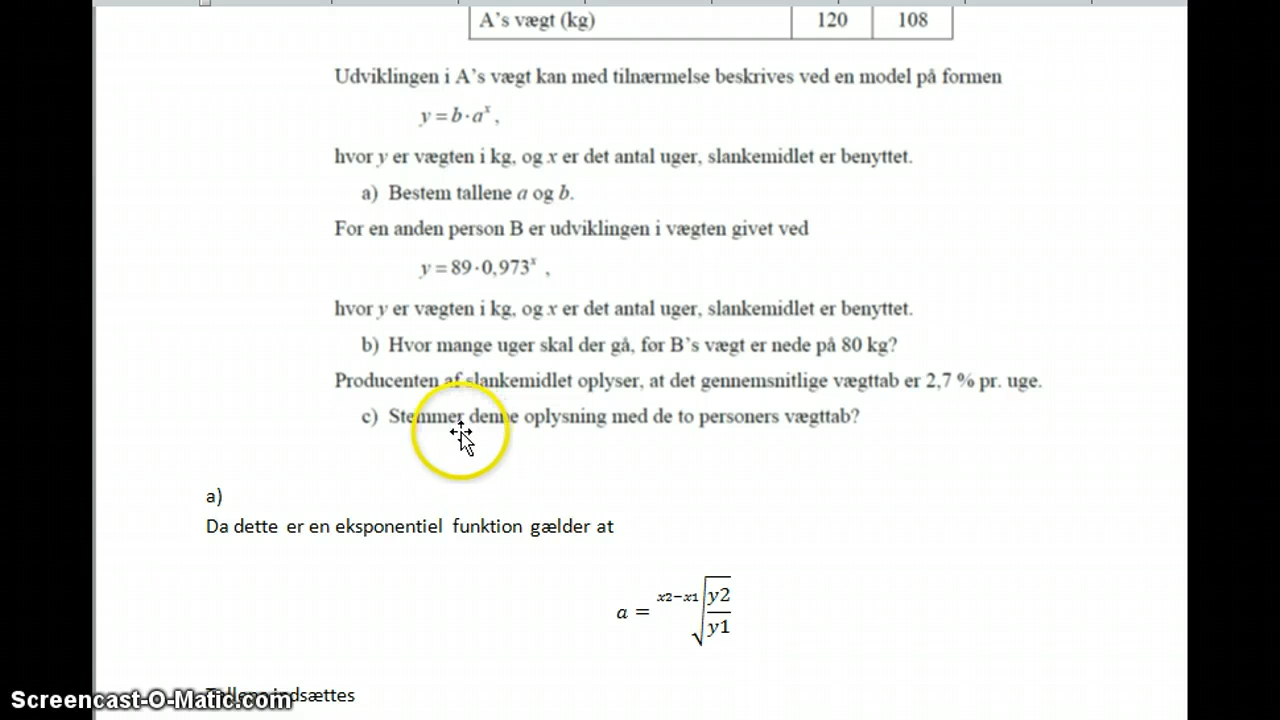 A's vægt (kg) 120 108
Udviklingen i A's vægt kan med tilnærmelse beskrives ved en model på formen
y = b · aˣ ,
hvor y er vægten i kg, og x er det antal uger, slankemidlet er benyttet.
a) Bestem tallene a og b.
For en anden person B er udviklingen i vægten givet ved
y = 89 · 0,973ˣ ,
hvor y er vægten i kg, og x er det antal uger, slankemidlet er benyttet.
b) Hvor mange uger skal der gå, før B's vægt er nede på 80 kg?
Producenten af slankemidlet oplyser, at det gennemsnitlige vægttab er 2,7 % pr. uge.
c) Stemmer denne oplysning med de to personers vægttab?
a)
Da dette er en eksponentiel funktion gælder at
a = x2−x1√(y2/y1)
indsættes
Screencast-O-Matic.com